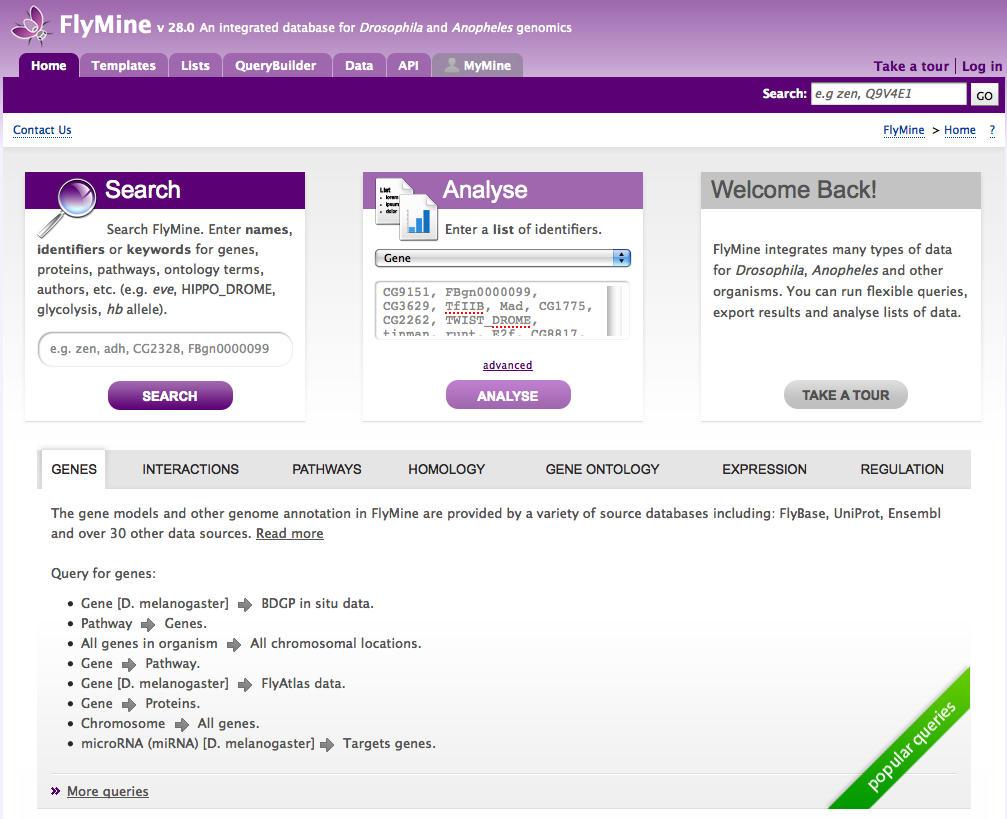 FlyMine v 28.0 An integrated database for Drosophila and Anopheles genomics
Home Templates Lists QueryBuilder Data API MyMine
Take a tour | Log in
Search: e.g zen, Q9V4E1 GO
Contact Us
FlyMine > Home ?
Search
Search FlyMine. Enter names,
identifiers or keywords for genes,
proteins, pathways, ontology terms,
authors, etc. (e.g. eve, HIPPO_DROME,
glycolysis, hb allele).
e.g. zen, adh, CG2328, FBgn0000099
SEARCH
List
lorem
ipsum
dolor
Analyse
Enter a list of identifiers.
Gene
CG9151, FBgn0000099,
CG3629, TfIIB, Mad, CG1775,
CG2262, TWIST_DROME,
tinman, runt, E2f, CG8817,
advanced
ANALYSE
Welcome Back!
FlyMine integrates many types of data
for Drosophila, Anopheles and other
organisms. You can run flexible queries,
export results and analyse lists of data.
TAKE A TOUR
GENES INTERACTIONS PATHWAYS HOMOLOGY GENE ONTOLOGY EXPRESSION REGULATION
The gene models and other genome annotation in FlyMine are provided by a variety of source databases including: FlyBase, UniProt, Ensembl
and over 30 other data sources. Read more
Query for genes:
• Gene [D. melanogaster] ➡ BDGP in situ data.
• Pathway ➡ Genes.
• All genes in organism ➡ All chromosomal locations.
• Gene ➡ Pathway.
• Gene [D. melanogaster] ➡ FlyAtlas data.
• Gene ➡ Proteins.
• Chromosome ➡ All genes.
• microRNA (miRNA) [D. melanogaster] ➡ Targets genes.
popular queries
» More queries